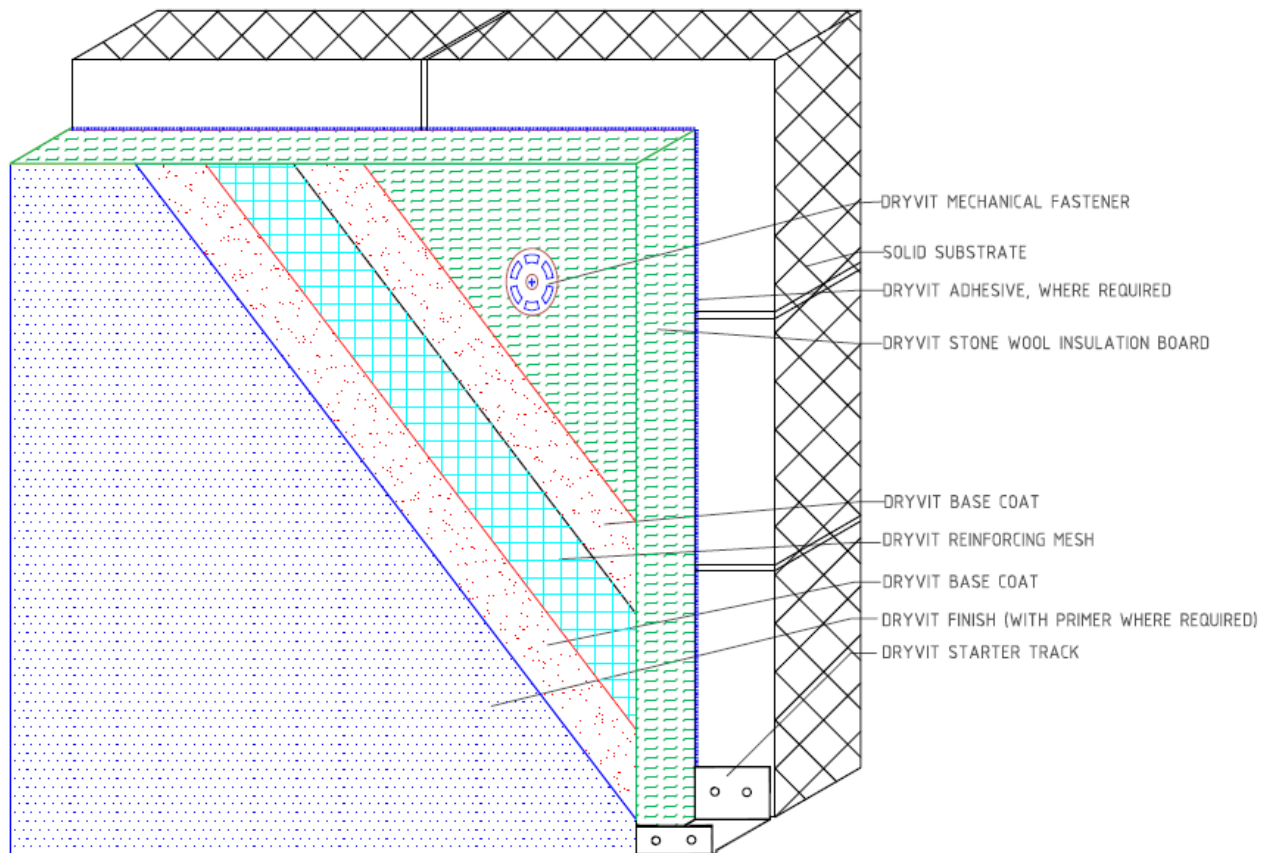 DRYVIT MECHANICAL FASTENER
SOLID SUBSTRATE
DRYVIT ADHESIVE, WHERE REQUIRED
DRYVIT STONE WOOL INSULATION BOARD
DRYVIT BASE COAT
DRYVIT REINFORCING MESH
DRYVIT BASE COAT
DRYVIT FINISH (WITH PRIMER WHERE REQUIRED)
DRYVIT STARTER TRACK